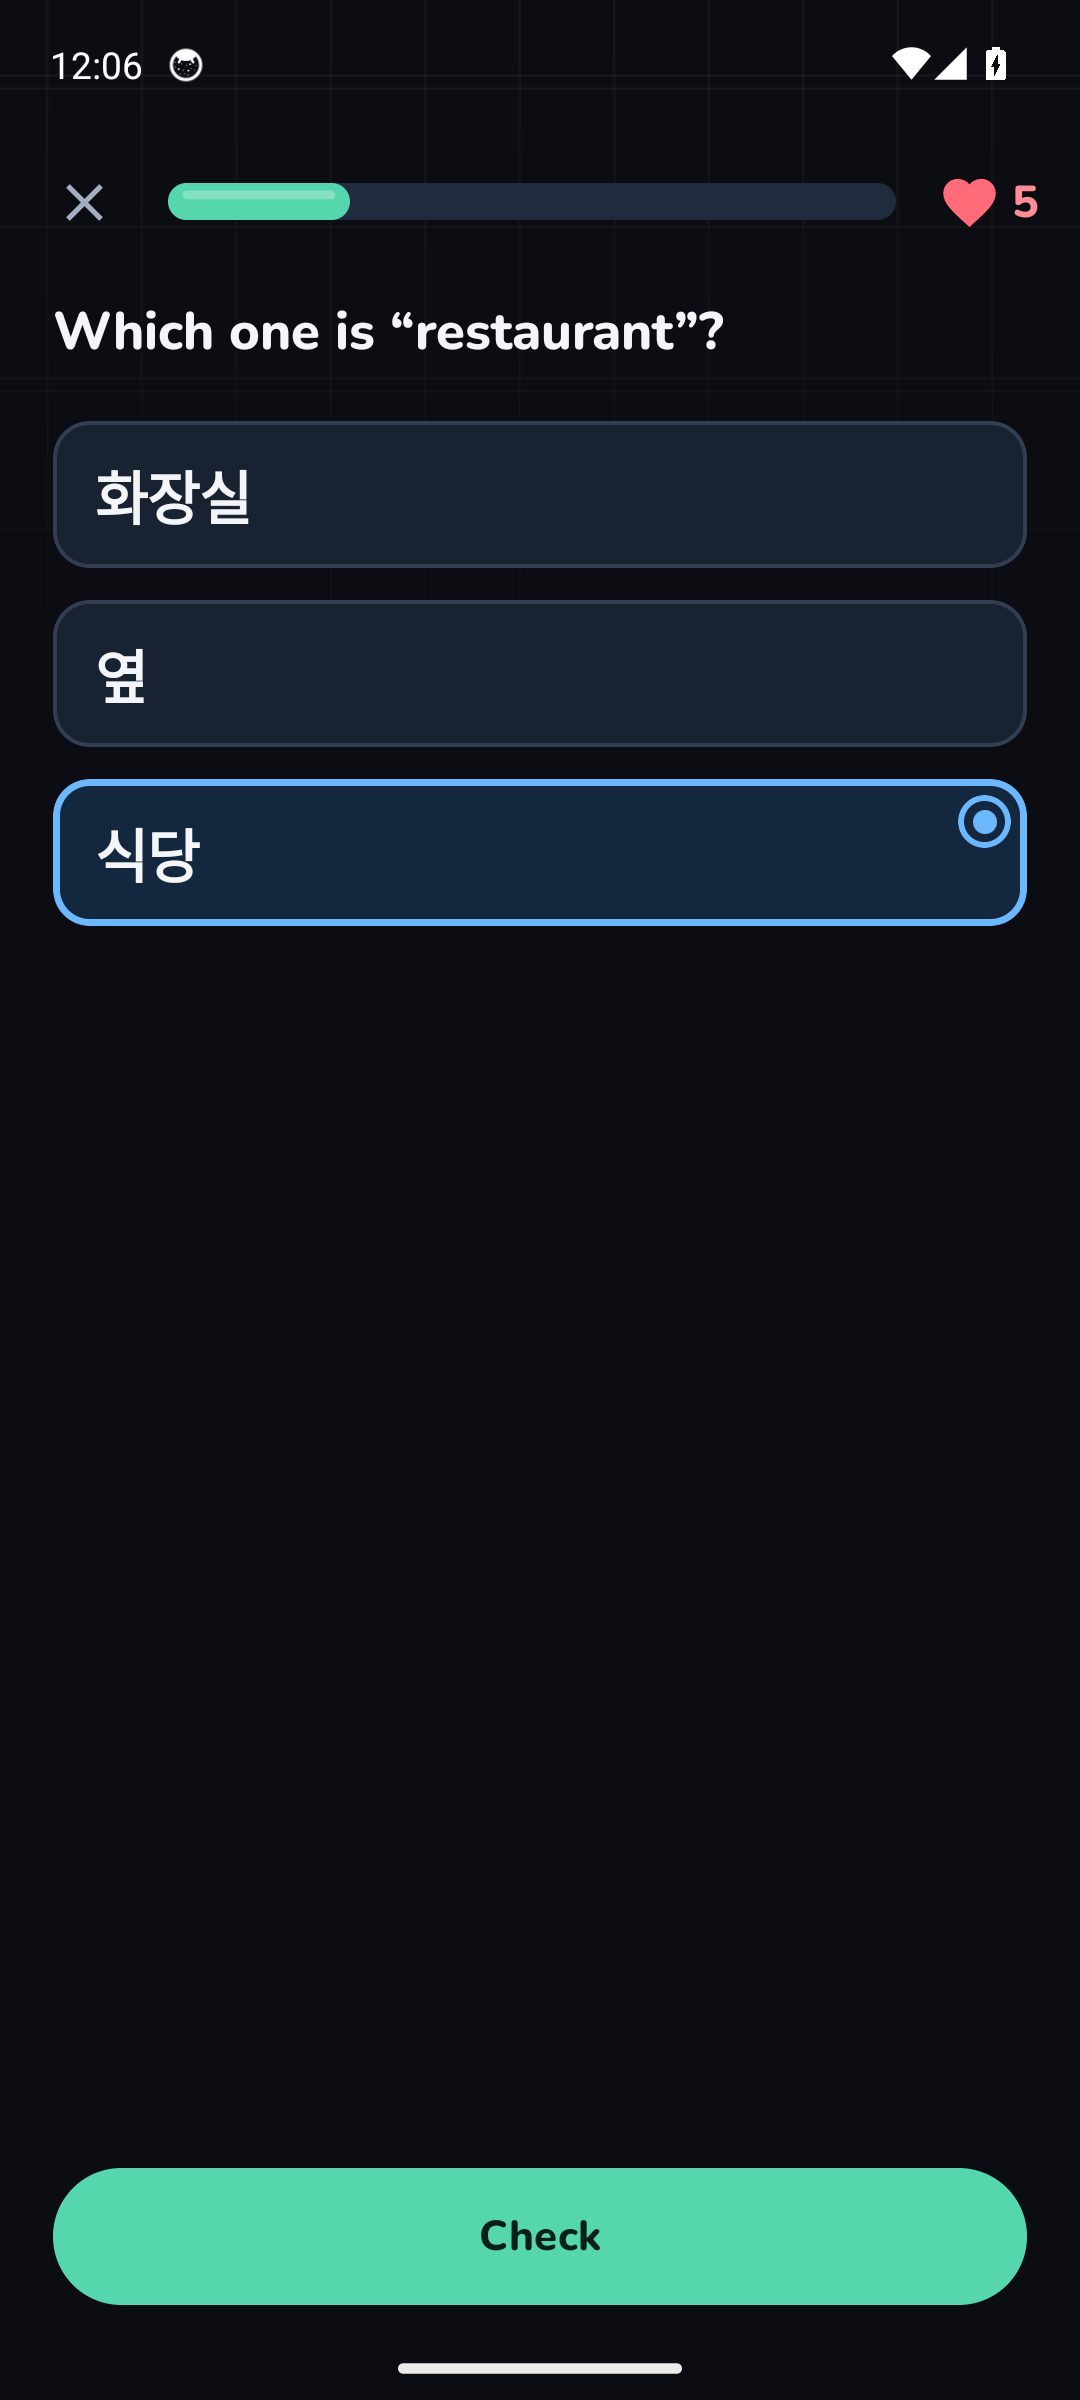 12:06
5
Which one is “restaurant”?
화장실
옆
식당
Check